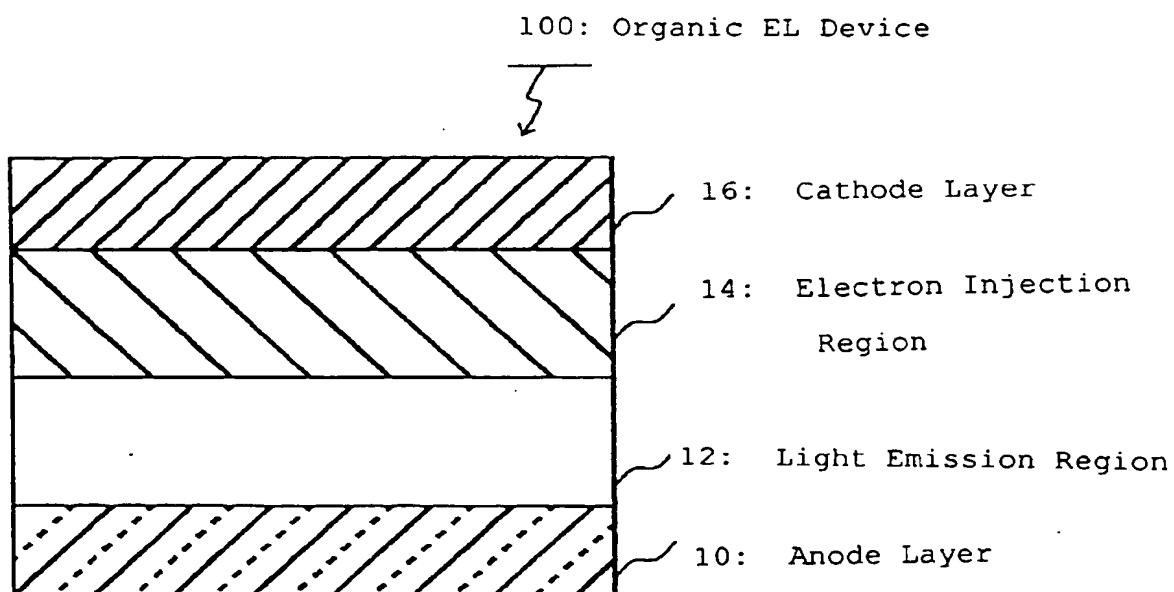 100: Organic EL Device
16: Cathode Layer
14: Electron Injection
Region
12: Light Emission Region
10: Anode Layer